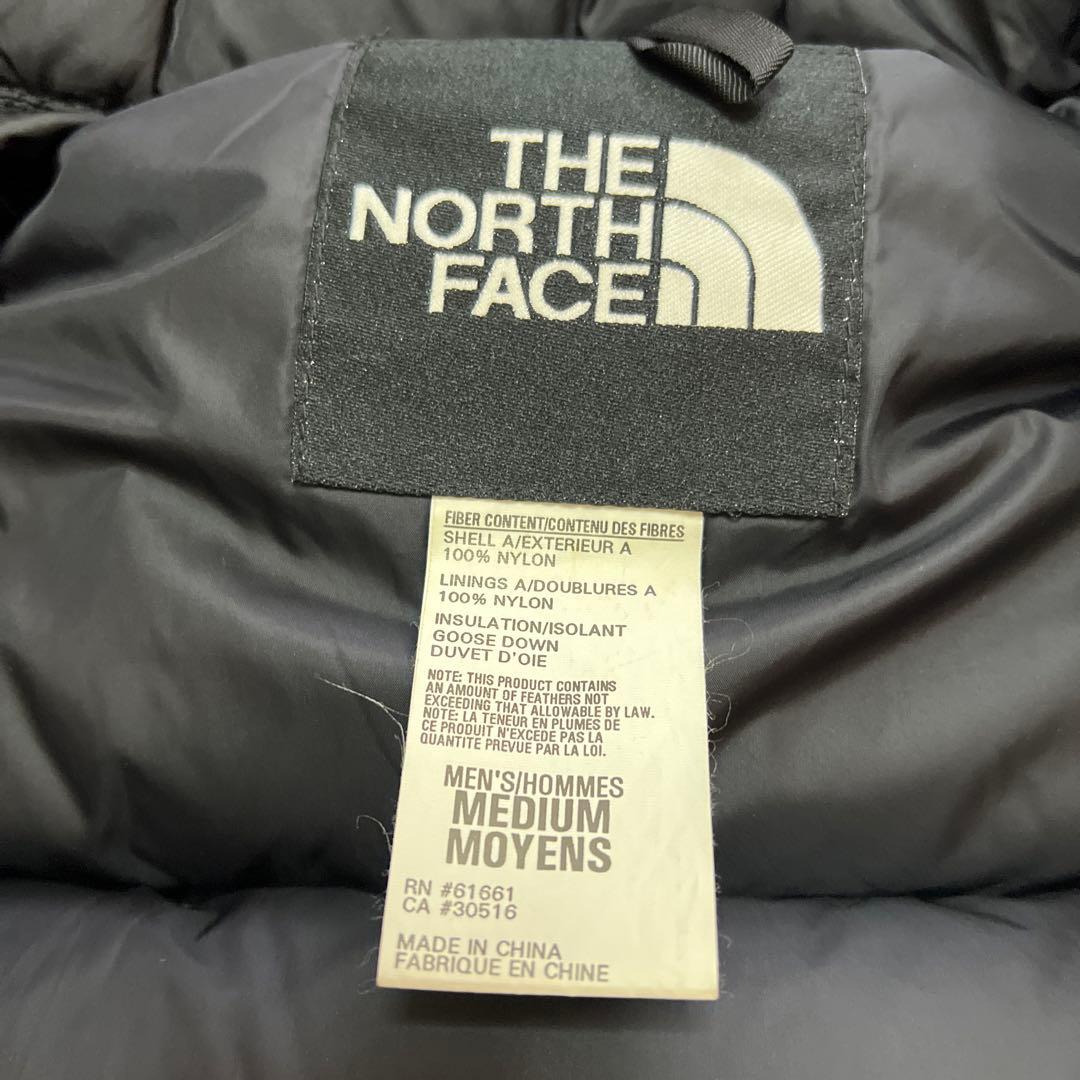 THE
NORTH
FACE
FIBER CONTENT/CONTENU DES FIBRES
SHELL A/EXTERIEUR A
100% NYLON
LININGS A/DOUBLURES A
100% NYLON
INSULATION/ISOLANT
GOOSE DOWN
DUVET D'OIE
NOTE: THIS PRODUCT CONTAINS
AN AMOUNT OF FEATHERS NOT
EXCEEDING THAT ALLOWABLE BY LAW.
NOTE: LA TENEUR EN PLUMES DE
CE PRODUIT N'EXCEDE PAS LA
QUANTITE PREVUE PAR LA LOI.
MEN'S/HOMMES
MEDIUM
MOYENS
RN #61661
CA #30516
MADE IN CHINA
FABRIQUE EN CHINE